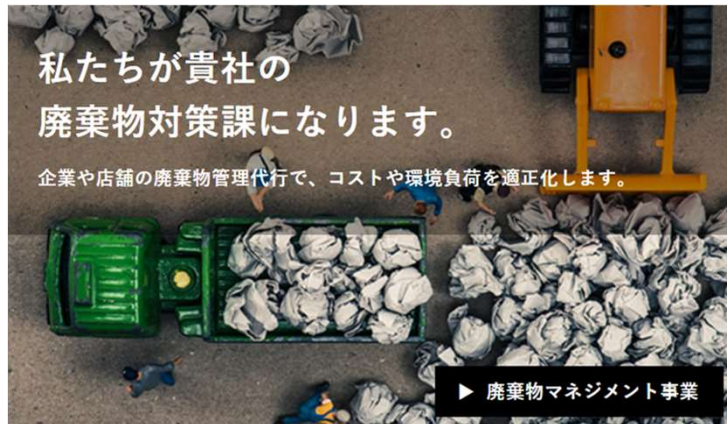 私たちが貴社の
廃棄物対策課になります。
企業や店舗の廃棄物管理代行で、コストや環境負荷を適正化します。
▶ 廃棄物マネジメント事業